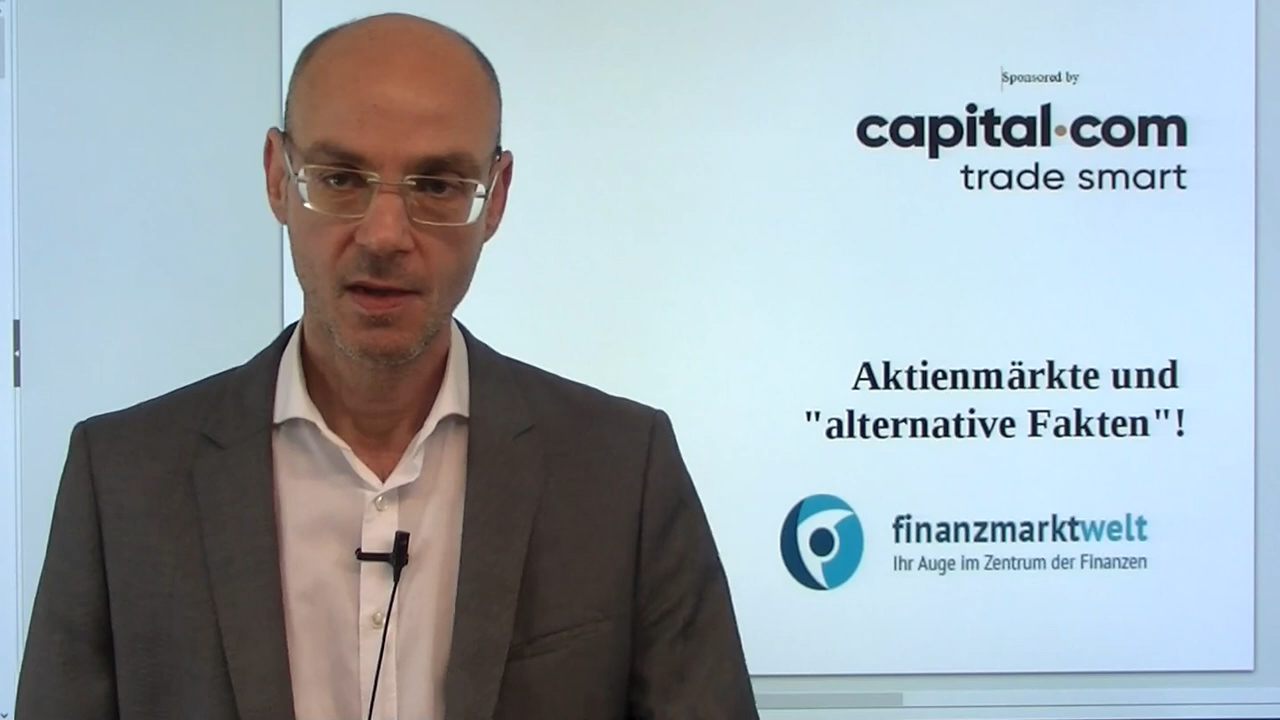 Sponsored by
capital.com
trade smart
Aktienmärkte und
"alternative Fakten"!
finanzmarktwelt
Ihr Auge im Zentrum der Finanzen